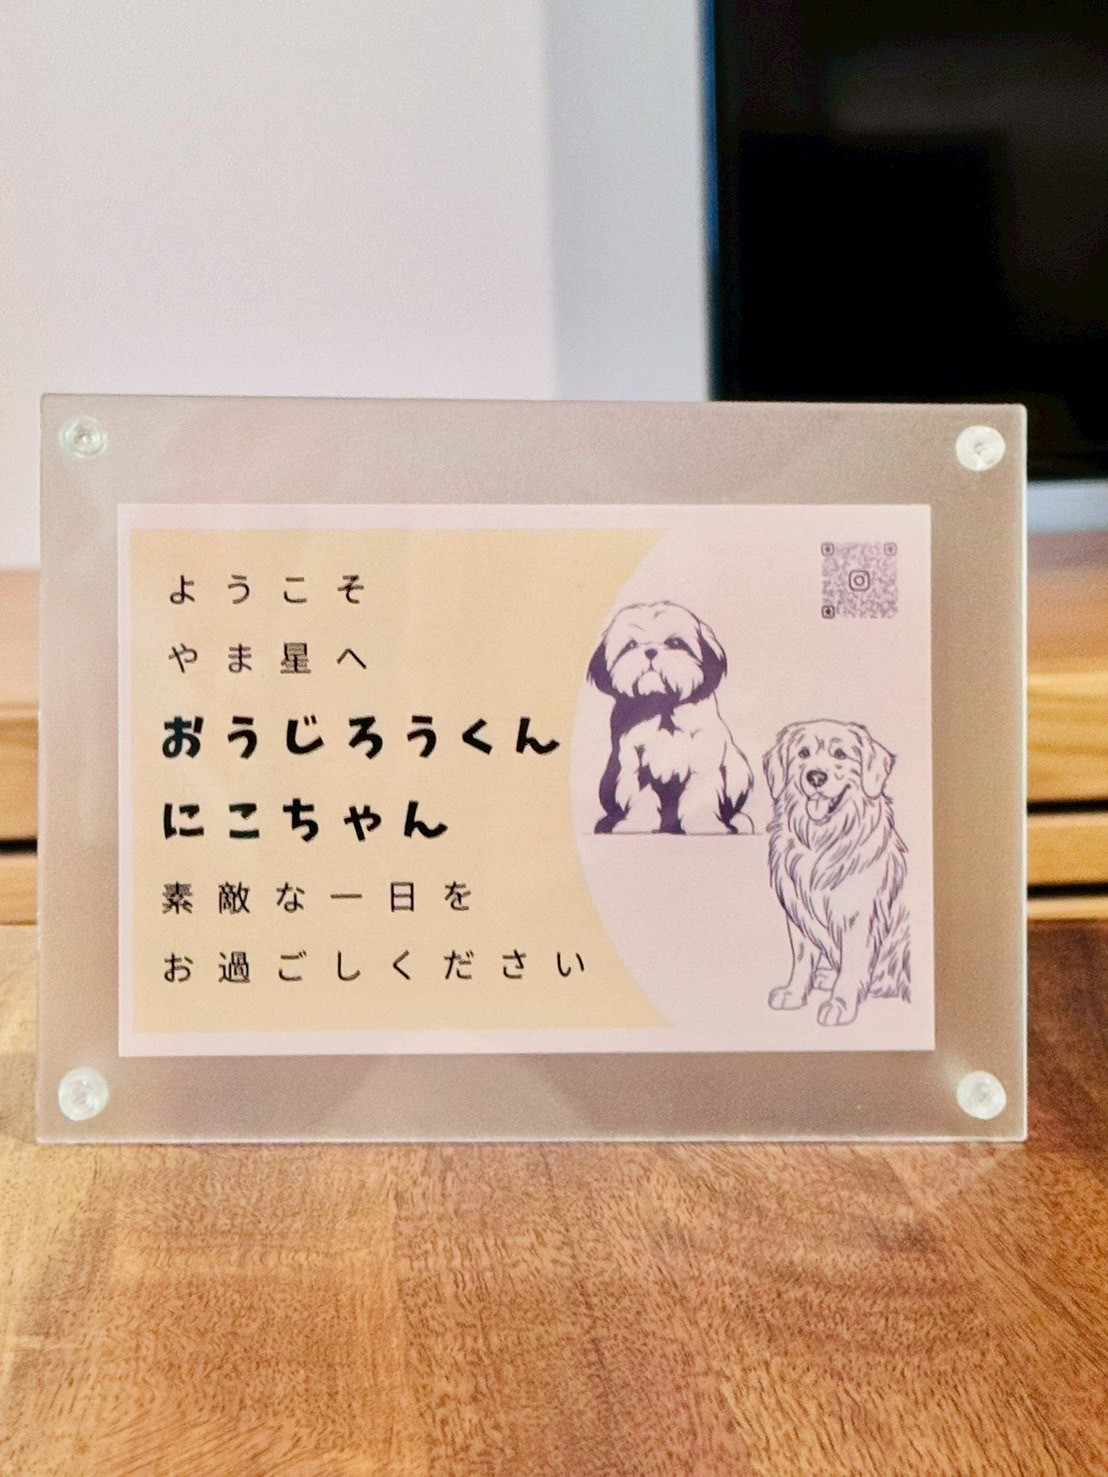 ようこそ
やま星へ
おうじろうくん
にこちゃん
素敵な一日を
お過ごしください